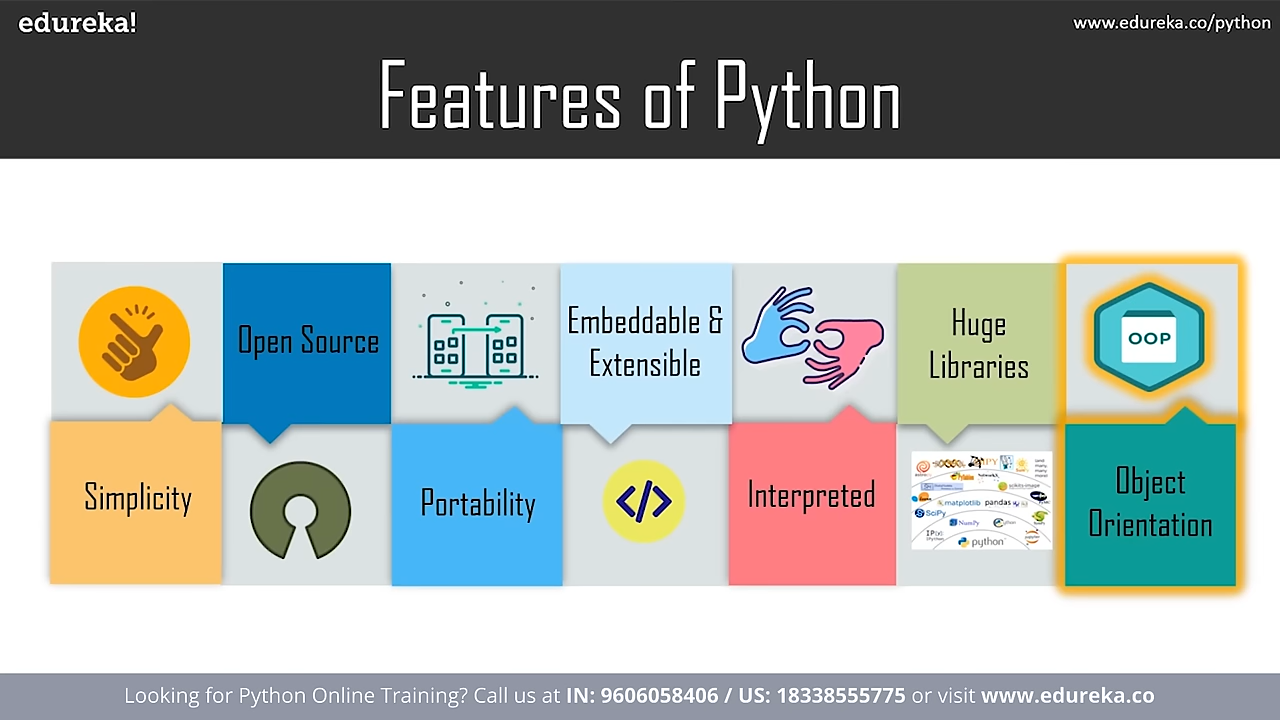 edureka!
www.edureka.co/python
Features of Python
Open Source
Embeddable &
Extensible
Huge
Libraries
OOP
Simplicity
Portability
</>
Interpreted
matplotlib
pandas
SciPy
NumPy
IP[y]
python
Object
Orientation
Looking for Python Online Training? Call us at IN: 9606058406 / US: 18338555775 or visit www.edureka.co